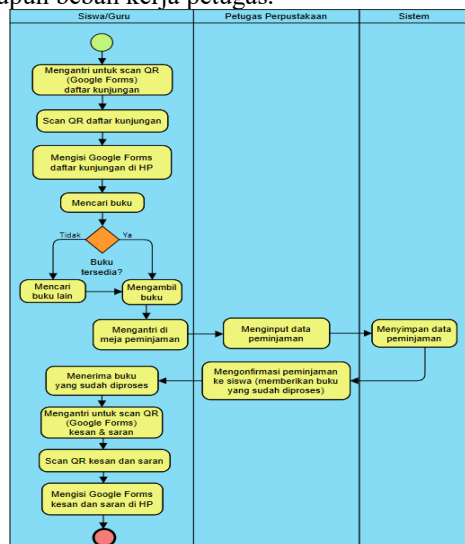 upun beban kerja petugas.
Siswa/Guru
Petugas Perpustakaan
Sistem
Mengantri untuk scan QR
(Google Forms)
daftar kunjungan
Scan QR daftar kunjungan
Mengisi Google Forms
daftar kunjungan di HP
Mencari buku
Tidak
Ya
Buku
tersedia?
Mencari
buku lain
Mengambil
buku
Mengantri di
meja peminjaman
Menginput data
peminjaman
Menyimpan data
peminjaman
Mengonfirmasi peminjaman
ke siswa (memberikan buku
yang sudah diproses)
Menerima buku
yang sudah diproses
Mengantri untuk scan QR
(Google Forms)
kesan & saran
Scan QR kesan dan saran
Mengisi Google Forms
kesan dan saran di HP